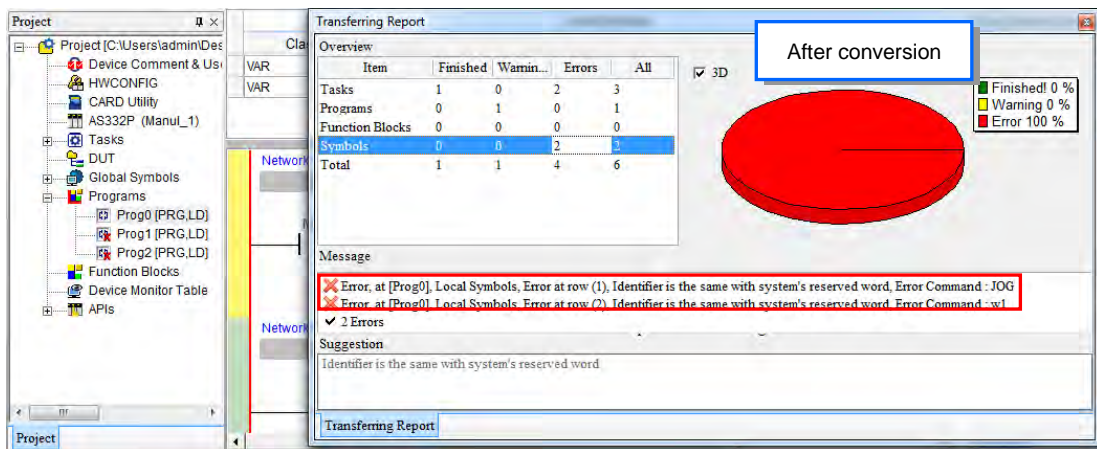 Project
Project [C:\Users\admin\Des
Device Comment & Us
HWCONFIG
CARD Utility
AS332P (Manul_1)
Tasks
DUT
Global Symbols
Programs
Prog0 [PRG,LD]
Prog1 [PRG,LD]
Prog2 [PRG,LD]
Function Blocks
Device Monitor Table
APIs
Project
Cla
VAR
VAR
Network
Network
Transferring Report
After conversion
Overview
Item Finished Warnin... Errors All
Tasks 1 0 2 3
Programs 0 1 0 1
Function Blocks 0 0 0 0
Symbols 0 0 2 2
Total 1 1 4 6
3D
Finished! 0 %
Warning 0 %
Error 100 %
Message
Error, at [Prog0], Local Symbols, Error at row (1), Identifier is the same with system's reserved word, Error Command : JOG
Error, at [Prog0], Local Symbols, Error at row (2), Identifier is the same with system's reserved word, Error Command : w1
2 Errors
Suggestion
Identifier is the same with system's reserved word
Transferring Report